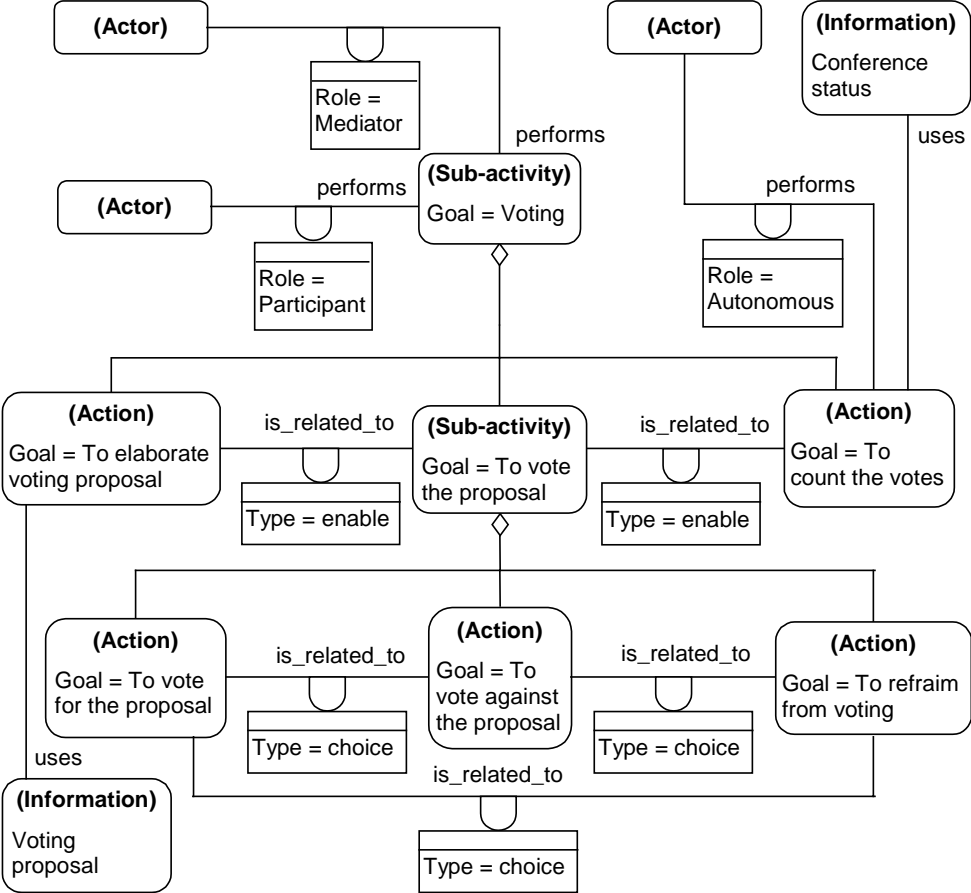 (Actor)
(Actor)
(Information)
Conference
status
Role =
Mediator
performs
uses
(Actor)
performs
(Sub-activity)
Goal = Voting
performs
Role =
Participant
Role =
Autonomous
(Action)
Goal = To elaborate
voting proposal
is_related_to
Type = enable
(Sub-activity)
Goal = To vote
the proposal
is_related_to
Type = enable
(Action)
Goal = To
count the votes
(Action)
Goal = To vote
for the proposal
is_related_to
Type = choice
(Action)
Goal = To
vote against
the proposal
is_related_to
Type = choice
(Action)
Goal = To refraim
from voting
uses
(Information)
Voting
proposal
is_related_to
Type = choice